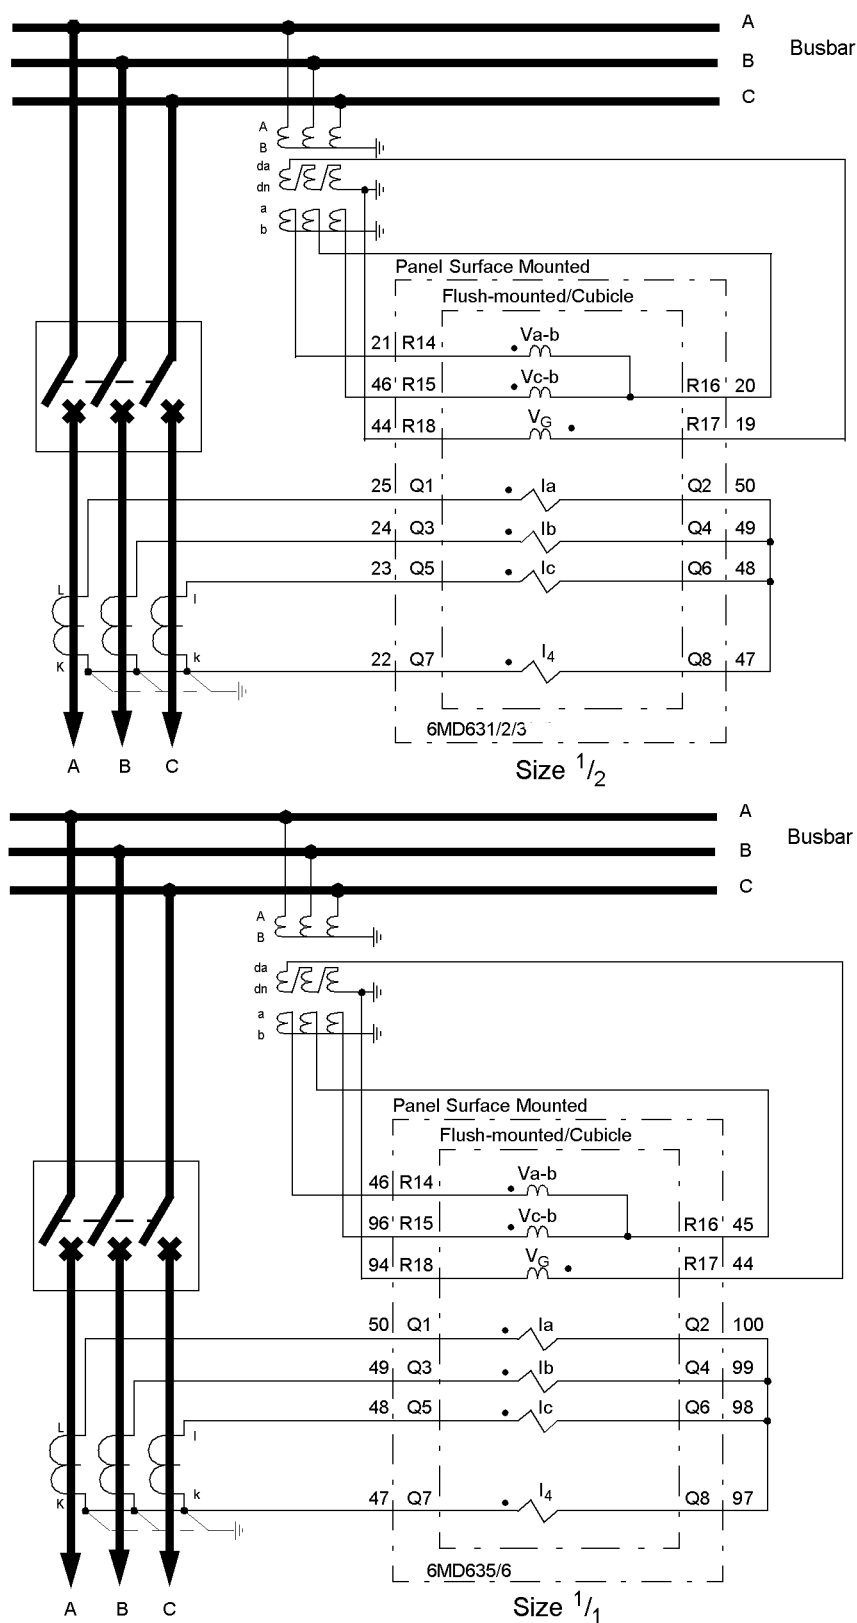 A
Busbar
B
C
A
B
da
dn
a
b
Panel Surface Mounted
Flush-mounted/Cubicle
Va-b
21 R14
Vc-b
46 R15 R16 20
VG
44 R18 R17 19
25 Q1 Ia Q2 50
24 Q3 Ib Q4 49
23 Q5 Ic Q6 48
L l
K k
22 Q7 I4 Q8 47
6MD631/2/3
A B C
Size 1/2
A
Busbar
B
C
A
B
da
dn
a
b
Panel Surface Mounted
Flush-mounted/Cubicle
Va-b
46 R14
Vc-b
96 R15 R16 45
VG
94 R18 R17 44
50 Q1 Ia Q2 100
49 Q3 Ib Q4 99
48 Q5 Ic Q6 98
L l
K k
47 Q7 I4 Q8 97
6MD635/6
A B C
Size 1/1